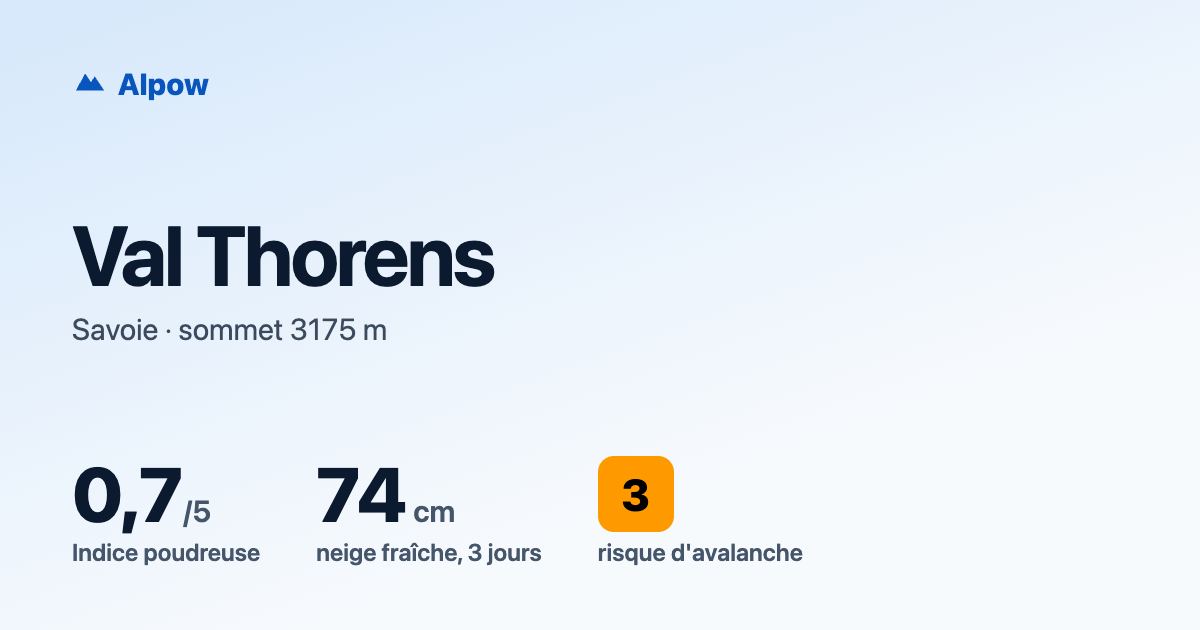 Alpow
Val Thorens
Savoie · sommet 3175 m
0,7 /5
Indice poudreuse
74 cm
neige fraîche, 3 jours
3
risque d'avalanche